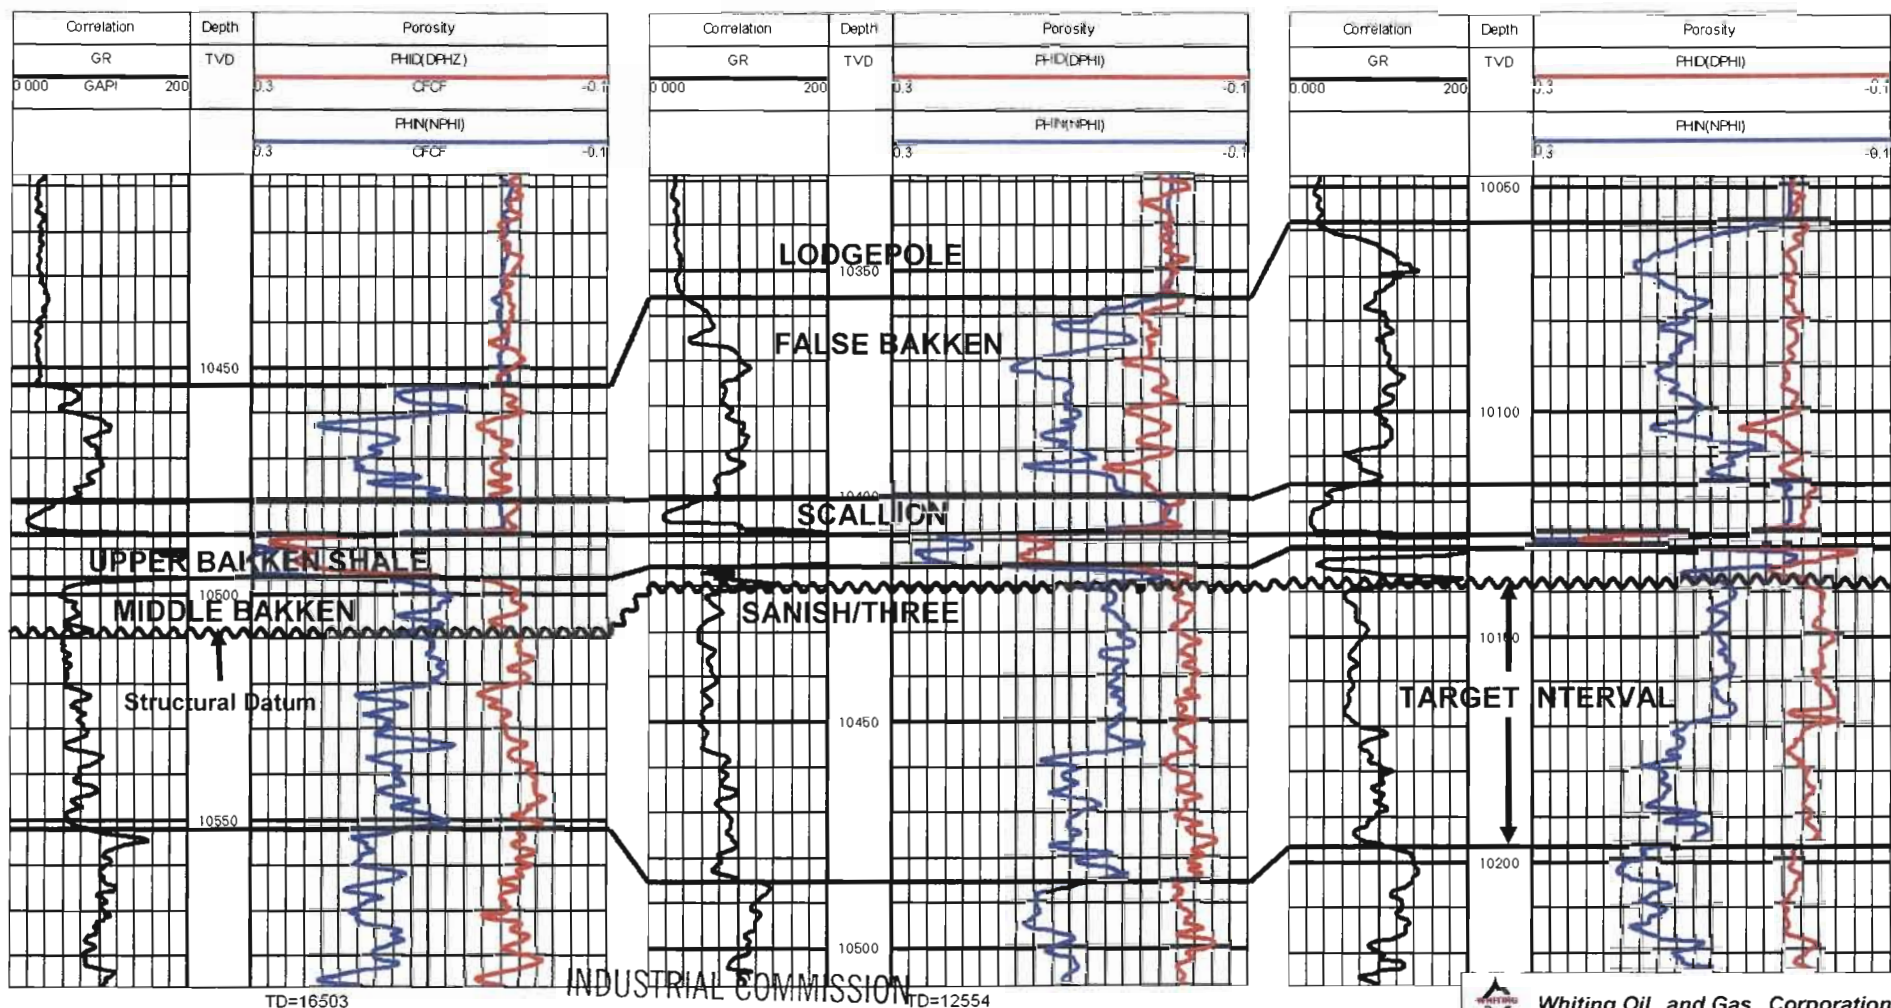 Correlation Depth Porosity
GR TVD PHID(DPHZ)
0.000 GAPI 200 0.3 CFCF -0.1
PHIN(NPHI)
0.3 CFCF -0.1
Correlation Depth Porosity
GR TVD PHID(DPHI)
0.000 200 0.3 -0.1
PHIN(NPHI)
0.3 -0.1
Correlation Depth Porosity
GR TVD PHID(DPHI)
0.000 200 0.3 -0.1
PHIN(NPHI)
0.3 -0.1
10050
LODGEPOLE
10350
FALSE BAKKEN
10450
10100
10400
SCALLION
UPPER BAKKEN SHALE
10500
MIDDLE BAKKEN
SANISH/THREE
10150
Structural Datum
TARGET NTERVAL
10450
10550
10200
10500
INDUSTRIAL COMMISSION
TD=16503
TD=12554
WHITING
Whiting Oil and Gas Corporation